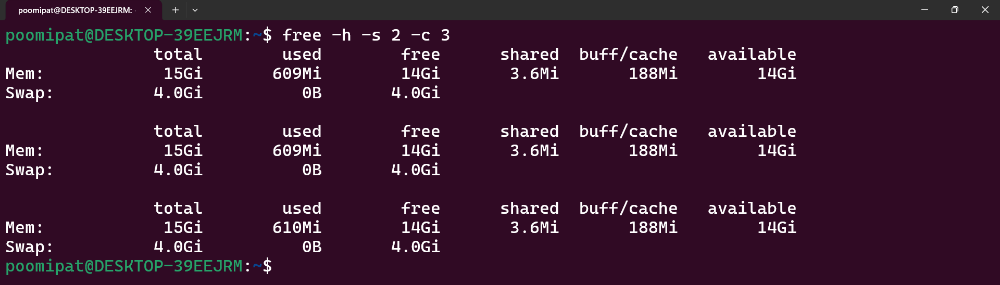 poomipat@DESKTOP-39EEJRM: ·
poomipat@DESKTOP-39EEJRM:~$ free -h -s 2 -c 3
               total        used        free      shared  buff/cache   available
Mem:            15Gi       609Mi        14Gi       3.6Mi       188Mi        14Gi
Swap:          4.0Gi          0B       4.0Gi
               total        used        free      shared  buff/cache   available
Mem:            15Gi       609Mi        14Gi       3.6Mi       188Mi        14Gi
Swap:          4.0Gi          0B       4.0Gi
               total        used        free      shared  buff/cache   available
Mem:            15Gi       610Mi        14Gi       3.6Mi       188Mi        14Gi
Swap:          4.0Gi          0B       4.0Gi
poomipat@DESKTOP-39EEJRM:~$